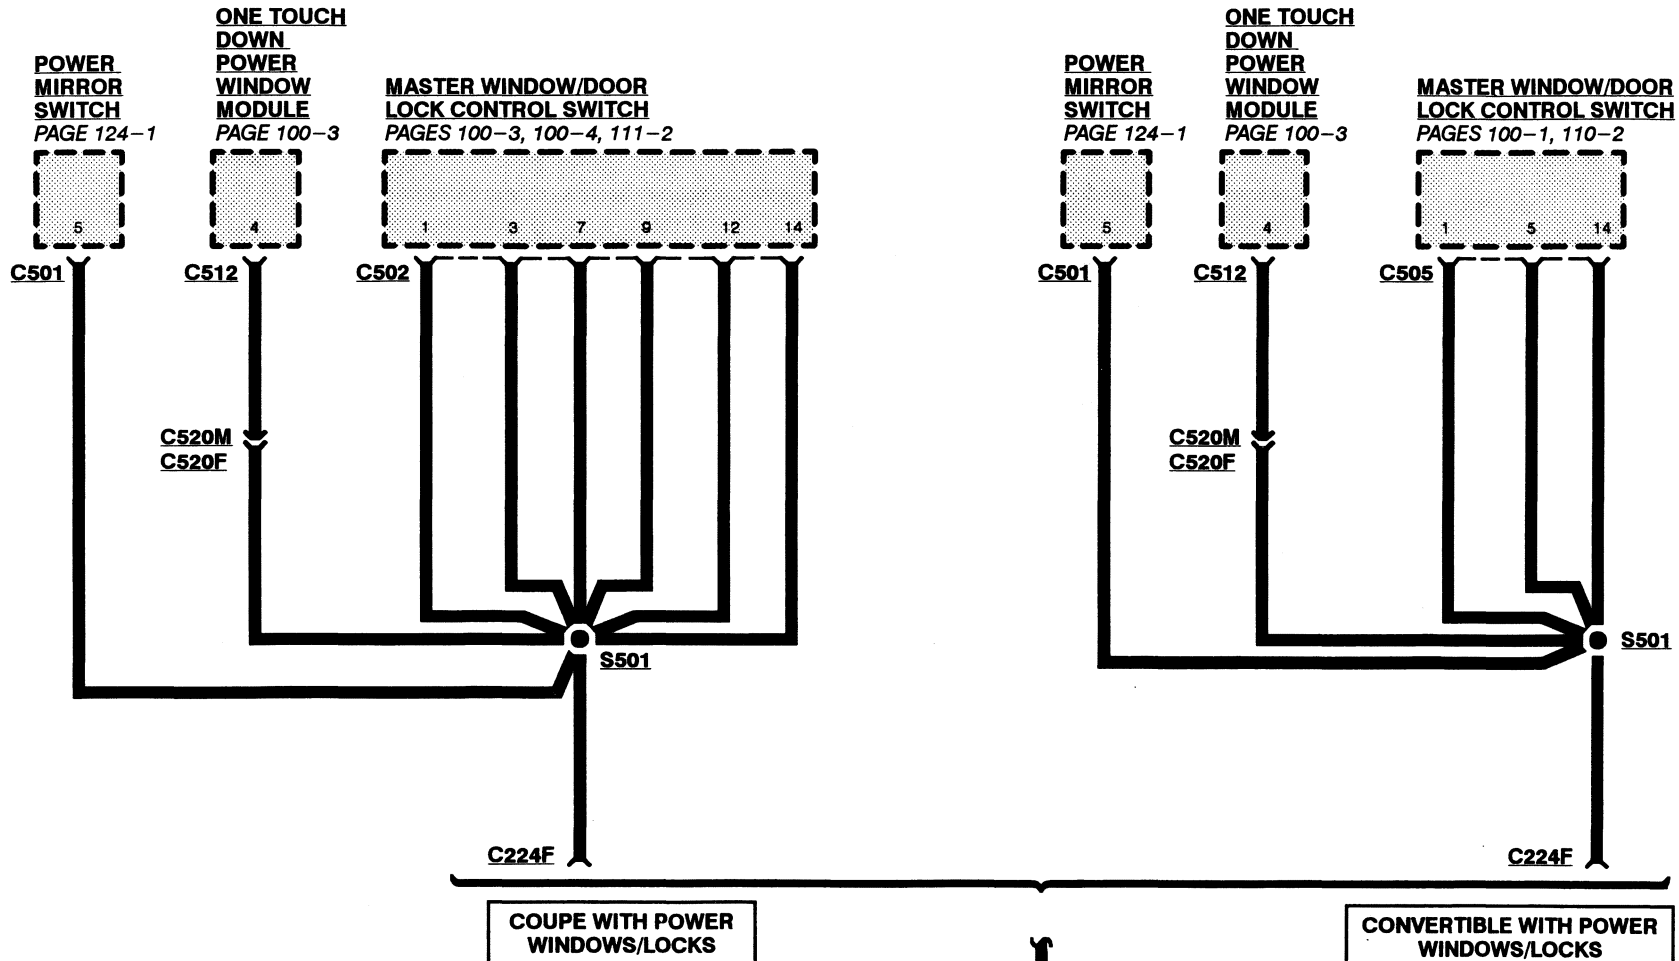 ONE TOUCH
DOWN
POWER
WINDOW
MODULE
PAGE 100-3
POWER
MIRROR
SWITCH
PAGE 124-1
MASTER WINDOW/DOOR
LOCK CONTROL SWITCH
PAGES 100-3, 100-4, 111-2
5
4
1 3 7 9 12 14
C501
C512
C502
C520M
C520F
S501
C224F
COUPE WITH POWER
WINDOWS/LOCKS
ONE TOUCH
DOWN
POWER
WINDOW
MODULE
PAGE 100-3
POWER
MIRROR
SWITCH
PAGE 124-1
MASTER WINDOW/DOOR
LOCK CONTROL SWITCH
PAGES 100-1, 110-2
5
4
1 5 14
C501
C512
C505
C520M
C520F
S501
C224F
CONVERTIBLE WITH POWER
WINDOWS/LOCKS